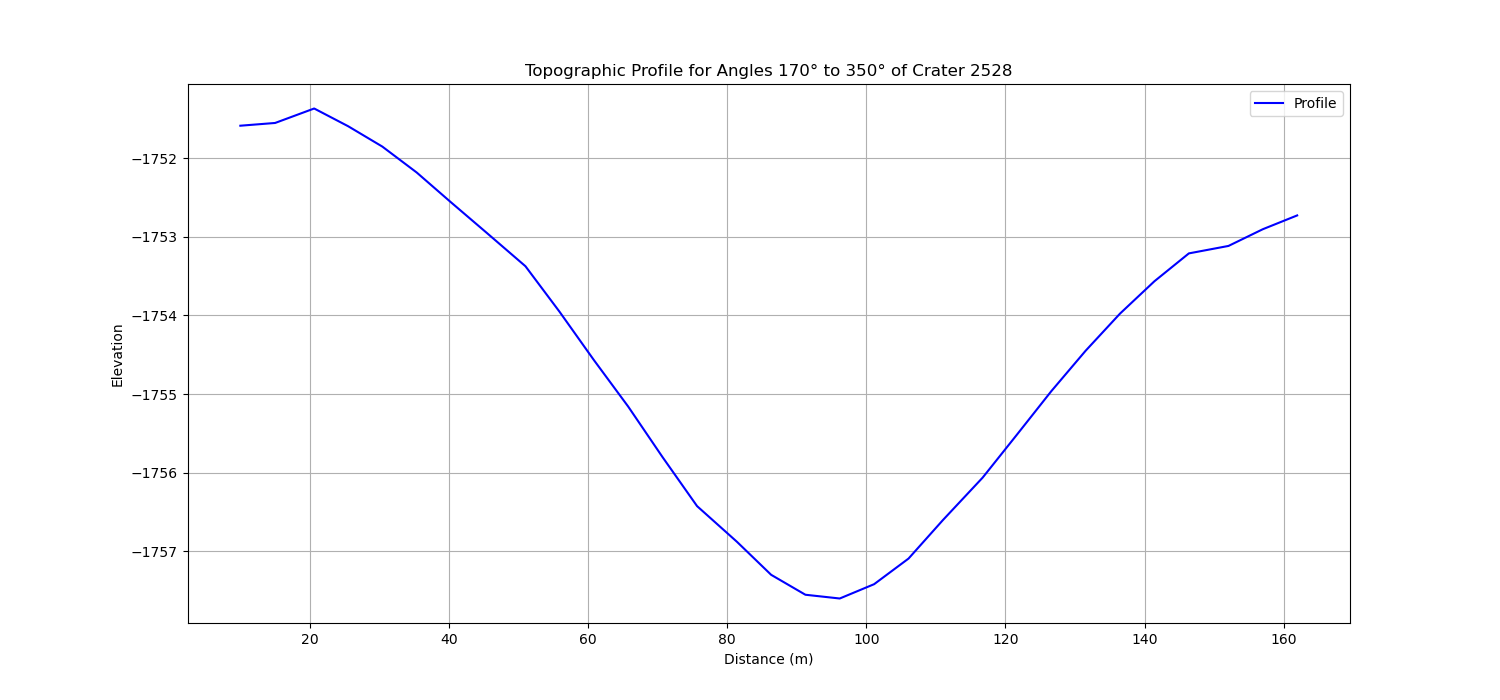 Topographic Profile for Angles 170° to 350° of Crater 2528
Profile
−1752
−1753
−1754
−1755
−1756
−1757
Elevation
20 40 60 80 100 120 140 160
Distance (m)